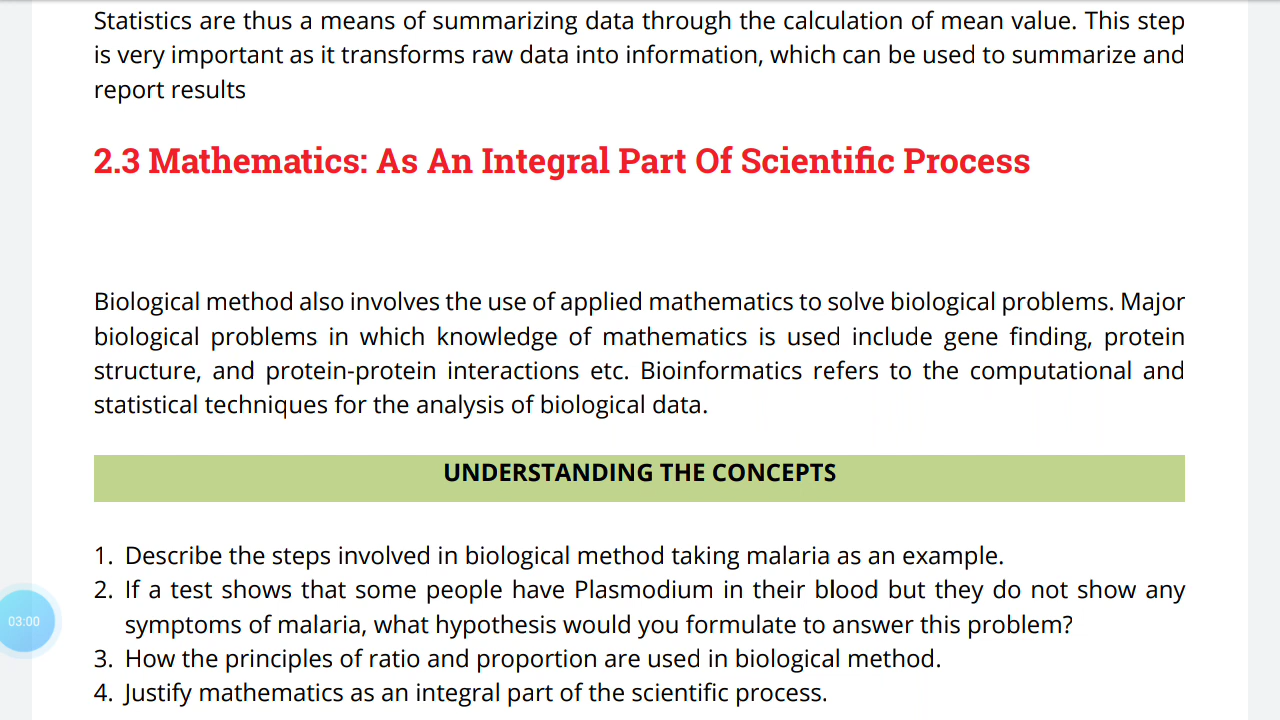 Statistics are thus a means of summarizing data through the calculation of mean value. This step
is very important as it transforms raw data into information, which can be used to summarize and
report results
2.3 Mathematics: As An Integral Part Of Scientific Process
Biological method also involves the use of applied mathematics to solve biological problems. Major
biological problems in which knowledge of mathematics is used include gene finding, protein
structure, and protein-protein interactions etc. Bioinformatics refers to the computational and
statistical techniques for the analysis of biological data.
UNDERSTANDING THE CONCEPTS
1. Describe the steps involved in biological method taking malaria as an example.
2. If a test shows that some people have Plasmodium in their blood but they do not show any
symptoms of malaria, what hypothesis would you formulate to answer this problem?
03:00
3. How the principles of ratio and proportion are used in biological method.
4. Justify mathematics as an integral part of the scientific process.